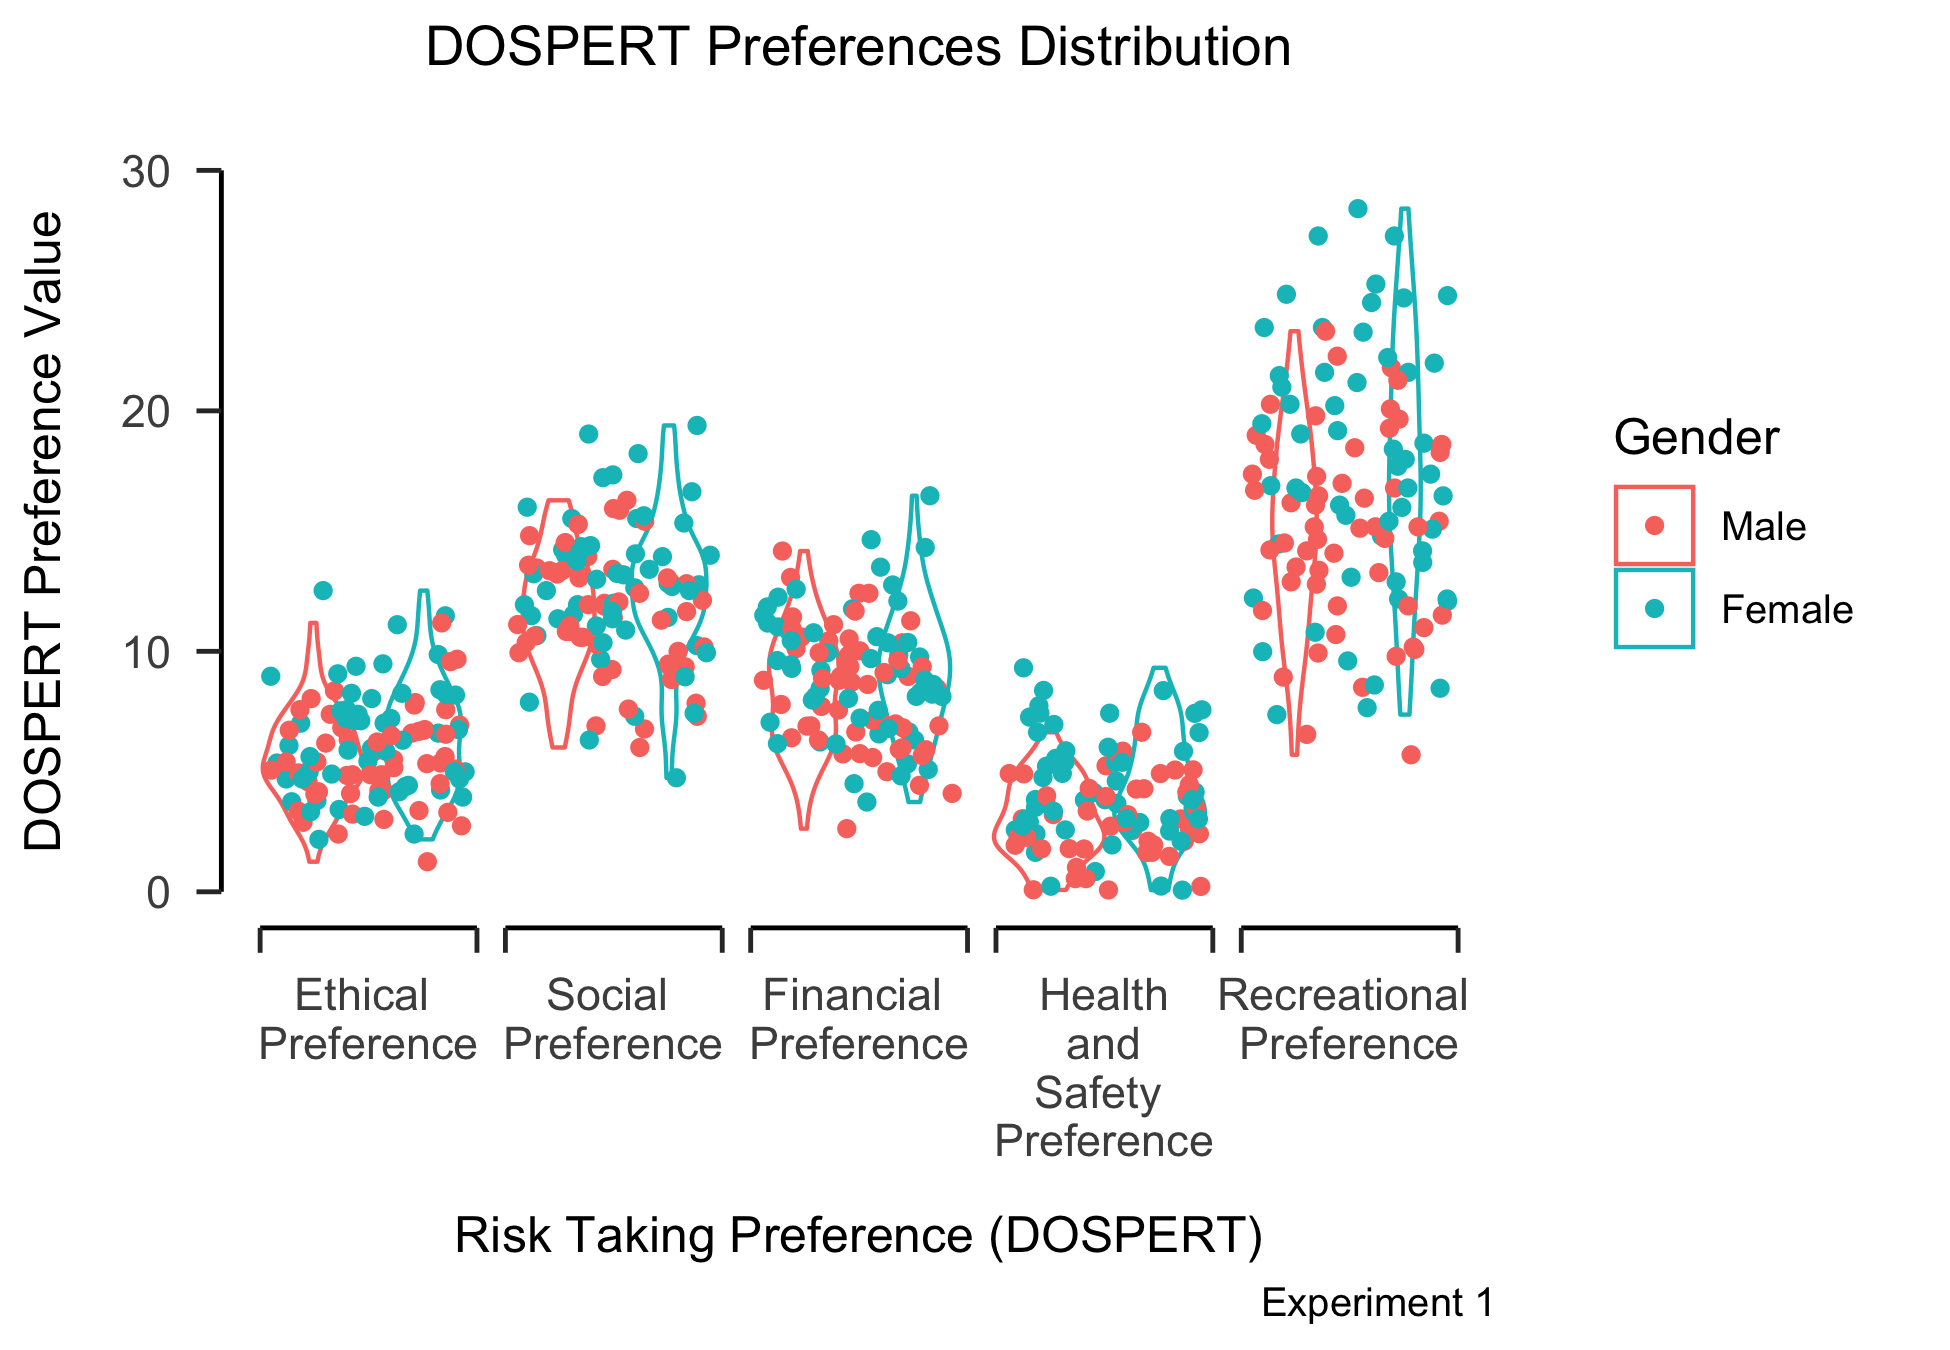 DOSPERT Preferences Distribution
DOSPERT Preference Value
30
20
10
0
Ethical
Preference
Social
Preference
Financial
Preference
Health
and
Safety
Preference
Recreational
Preference
Risk Taking Preference (DOSPERT)
Experiment 1
Gender
Male
Female